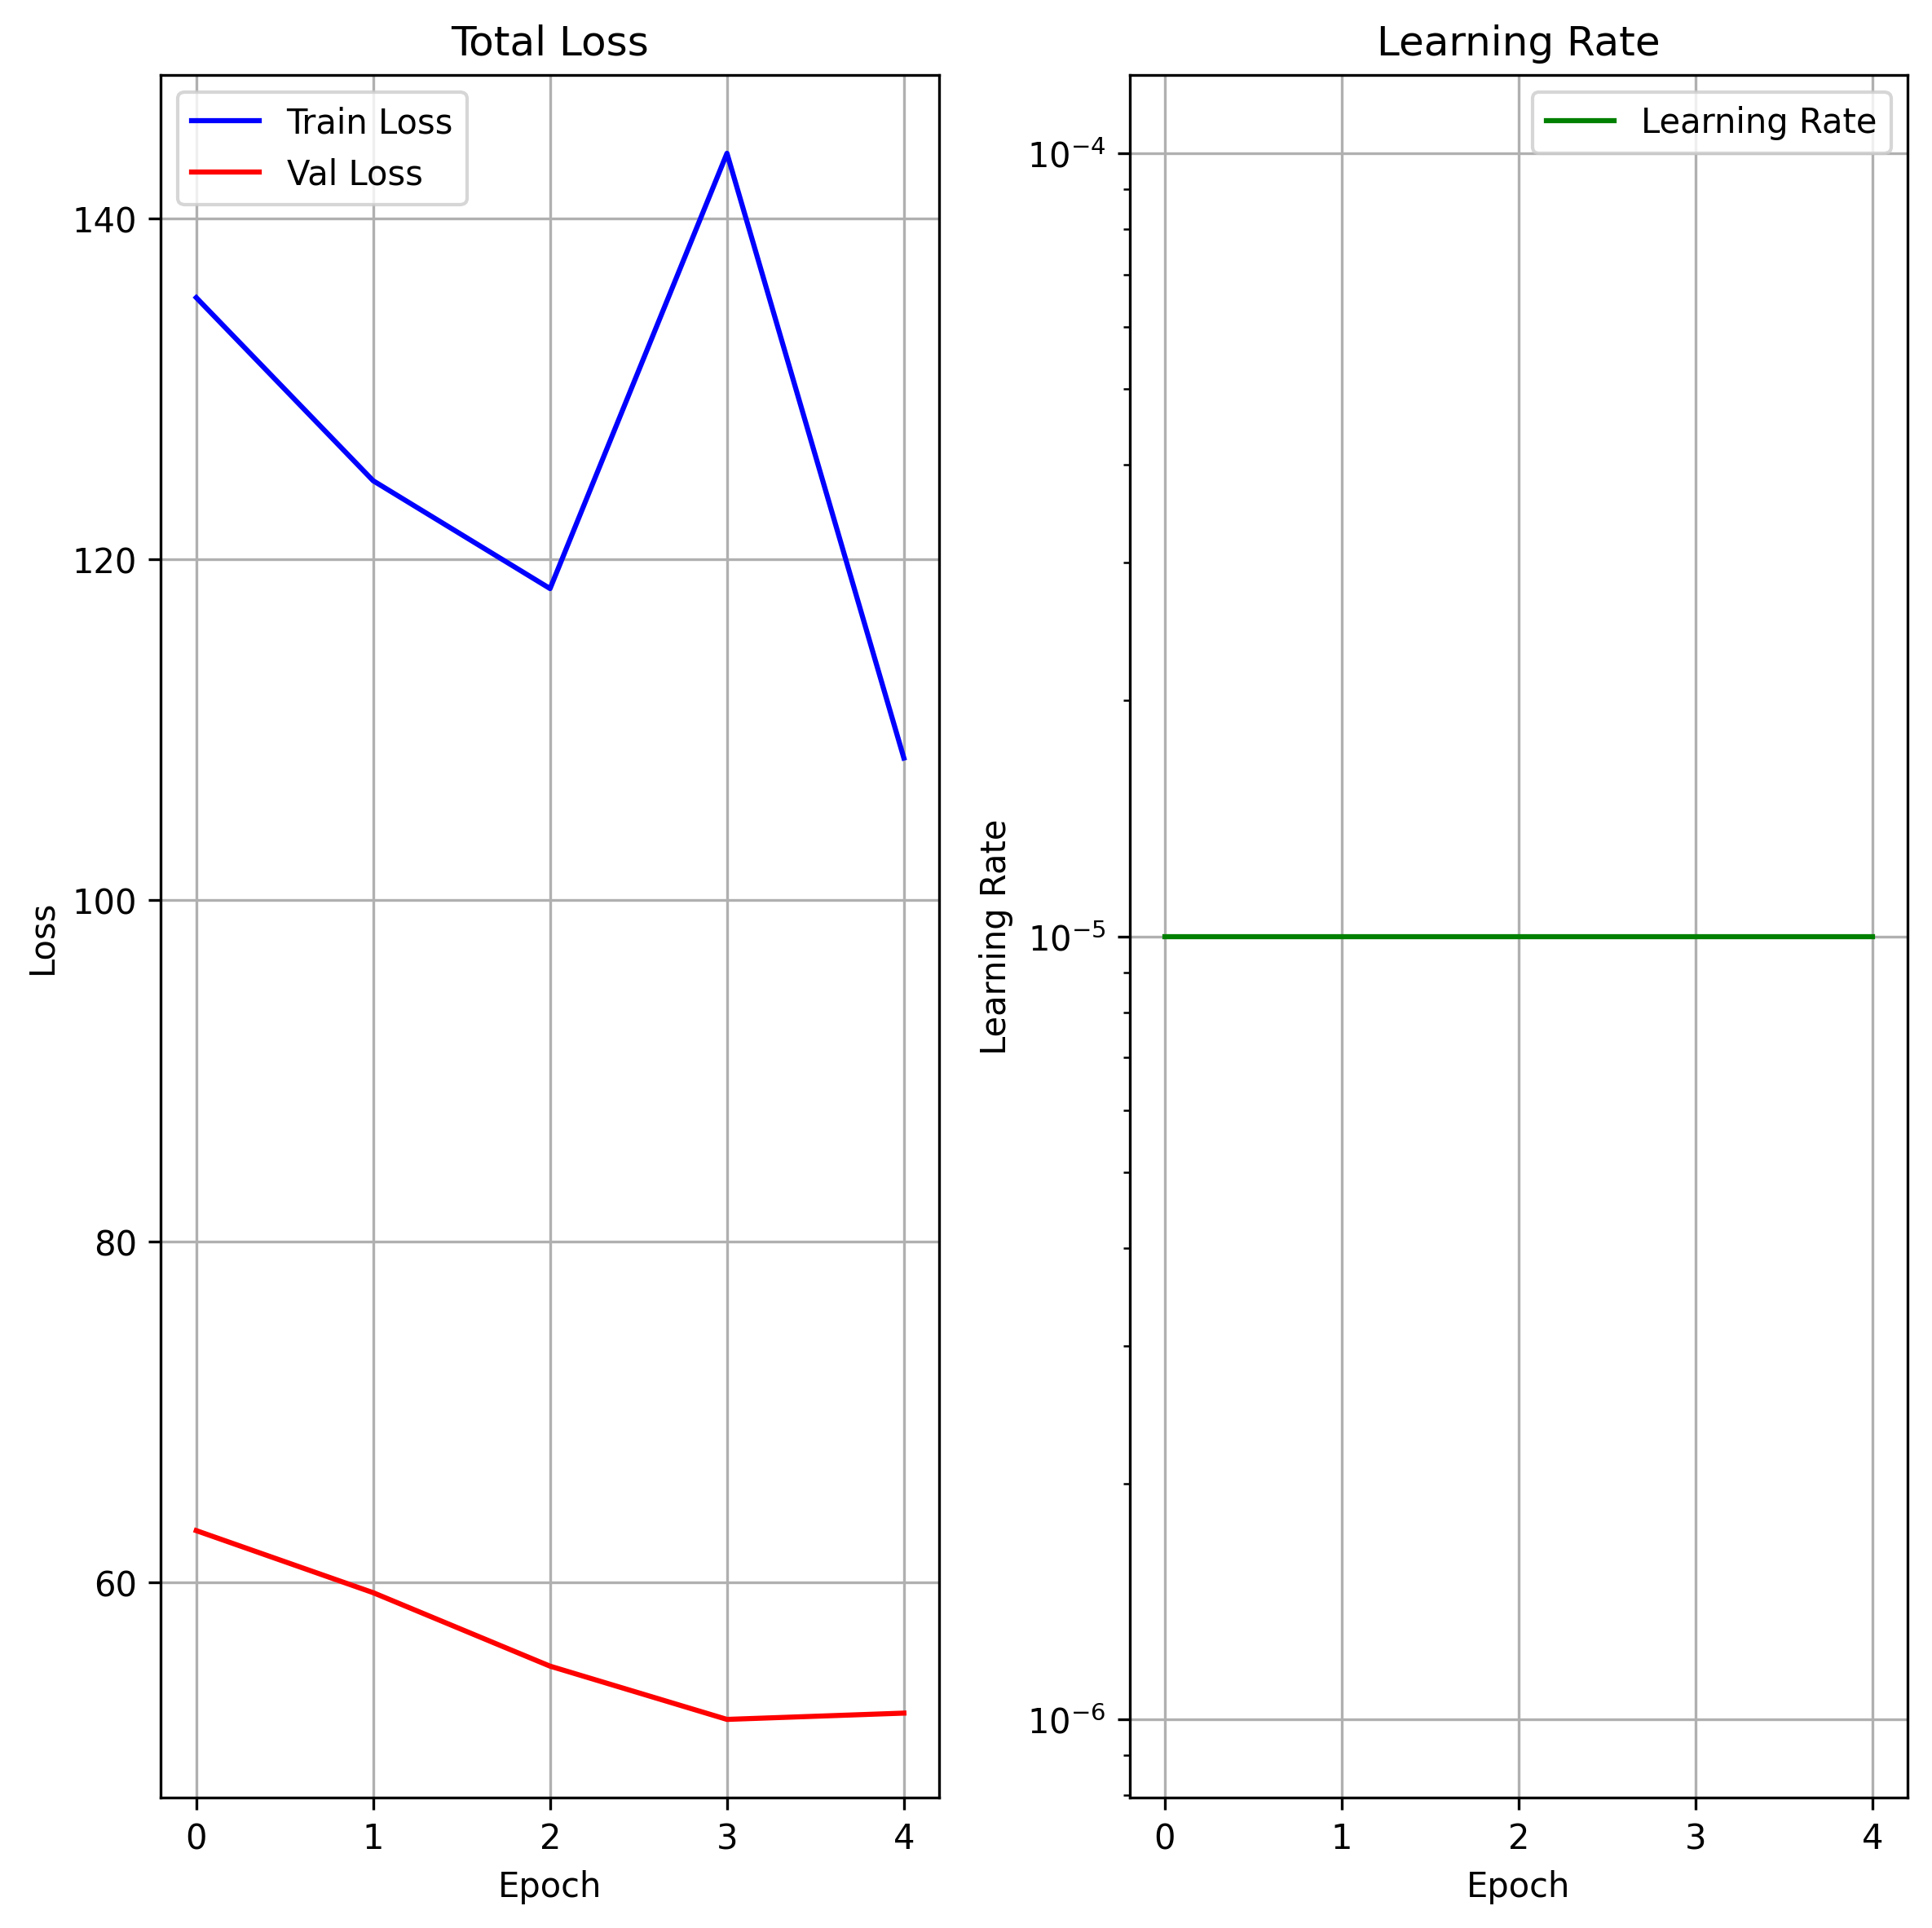 Total Loss
Train Loss
Val Loss
140
120
100
80
60
Loss
0 1 2 3 4
Epoch
Learning Rate
Learning Rate
10⁻⁴
10⁻⁵
10⁻⁶
Learning Rate
0 1 2 3 4
Epoch